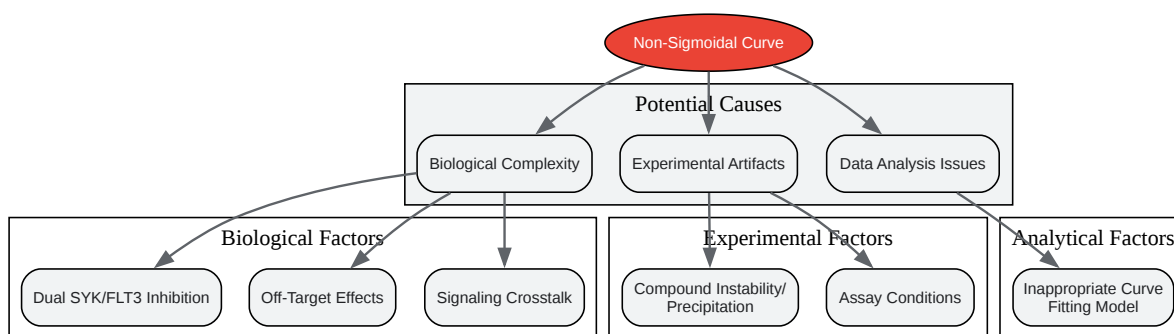 Non-Sigmoidal Curve
Potential Causes
Biological Complexity
Experimental Artifacts
Data Analysis Issues
Biological Factors
Experimental Factors
Analytical Factors
Dual SYK/FLT3 Inhibition
Off-Target Effects
Signaling Crosstalk
Compound Instability/
Precipitation
Assay Conditions
Inappropriate Curve
Fitting Model